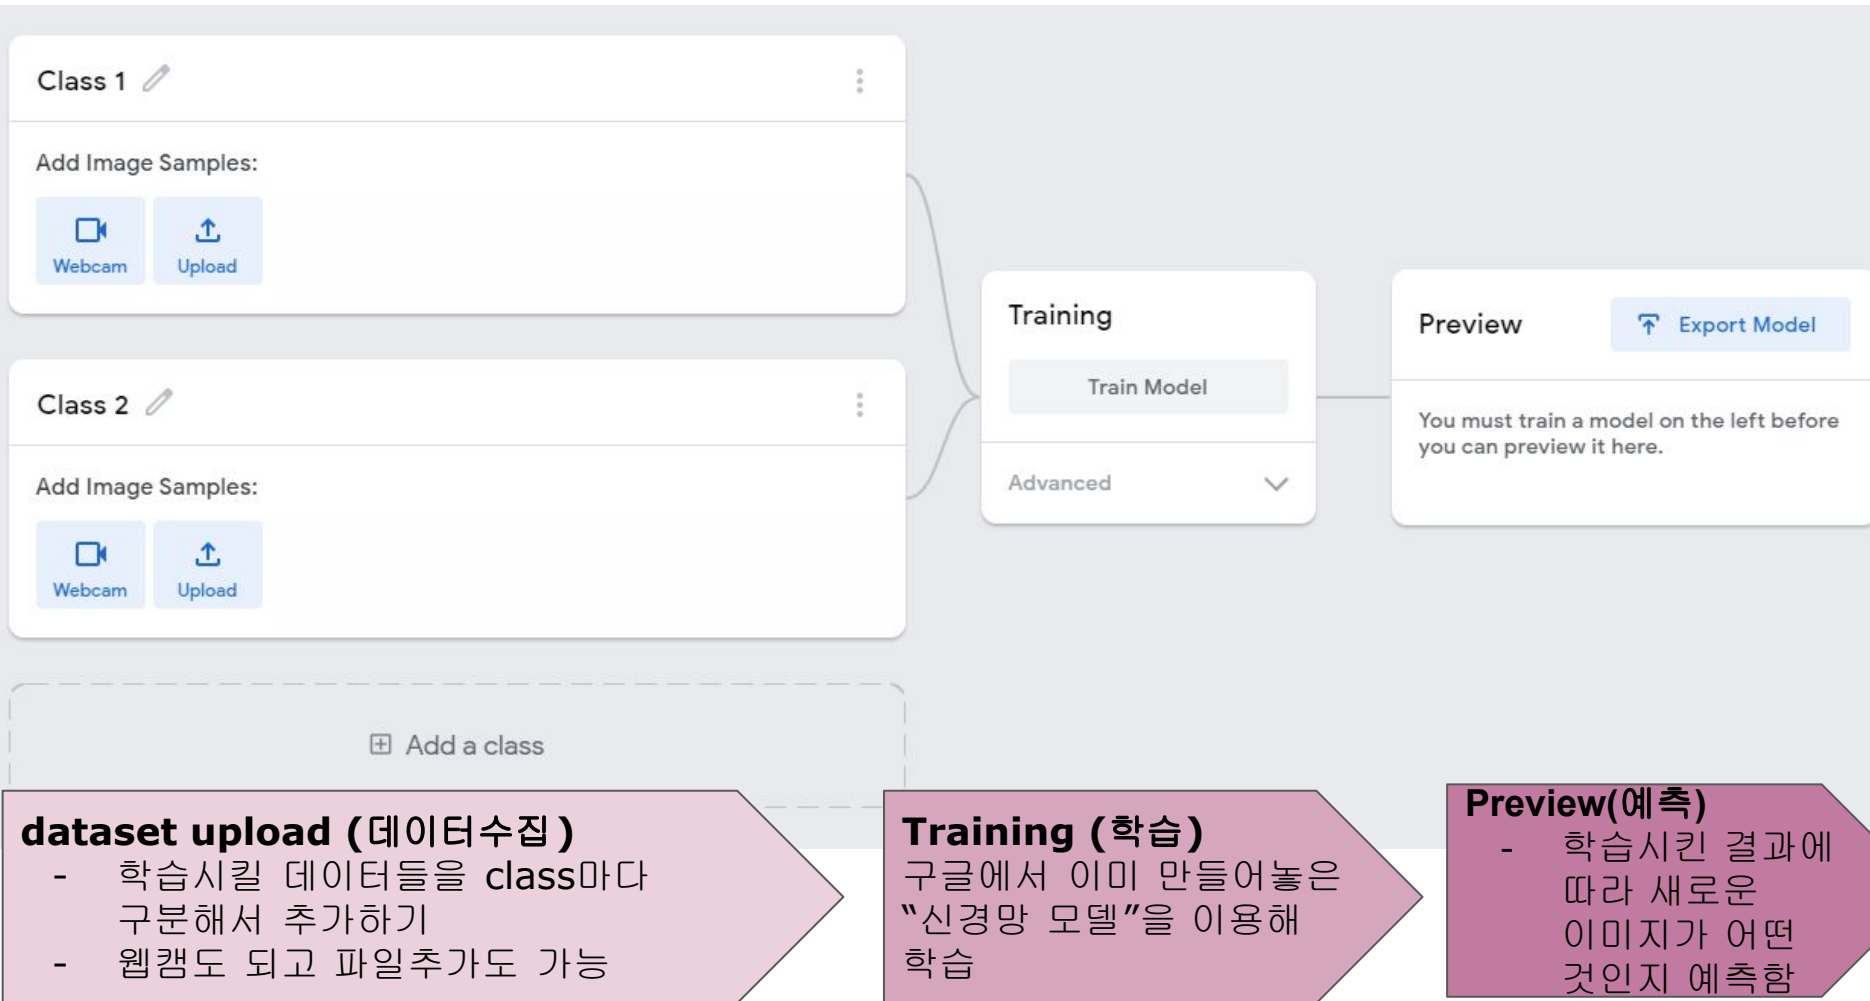 Class 1
Add Image Samples:
Webcam
Upload
Class 2
Add Image Samples:
Webcam
Upload
Add a class
Training
Train Model
Advanced
Preview
Export Model
You must train a model on the left before
you can preview it here.
dataset upload (데이터수집)
- 학습시킬 데이터들을 class마다
구분해서 추가하기
- 웹캠도 되고 파일추가도 가능
Training (학습)
구글에서 이미 만들어놓은
“신경망 모델”을 이용해
학습
Preview(예측)
- 학습시킨 결과에
따라 새로운
이미지가 어떤
것인지 예측함